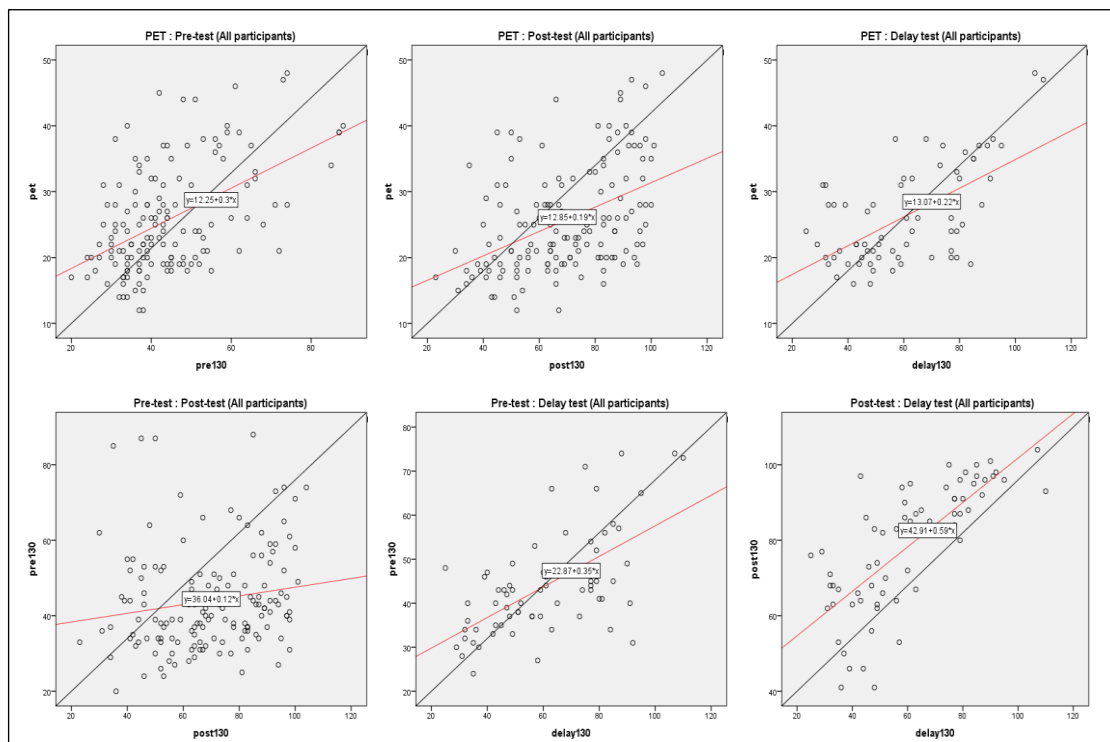 PET : Pre-test (All participants)
50
40
30
20
10
pet
y=12.25+0.3*x
20 40 60 80
pre130
PET : Post-test (All participants)
50
40
30
20
10
pet
y=12.85+0.19*x
20 40 60 80 100 120
post130
PET : Delay test (All participants)
50
40
30
20
10
pet
y=13.07+0.22*x
20 40 60 80 100 120
delay130
Pre-test : Post-test (All participants)
80
60
40
20
pre130
y=36.04+0.12*x
20 40 60 80 100 120
post130
Pre-test : Delay test (All participants)
80
70
60
50
40
30
20
pre130
y=22.87+0.35*x
20 40 60 80 100 120
delay130
Post-test : Delay test (All participants)
100
80
60
40
post130
y=42.91+0.59*x
20 40 60 80 100 120
delay130